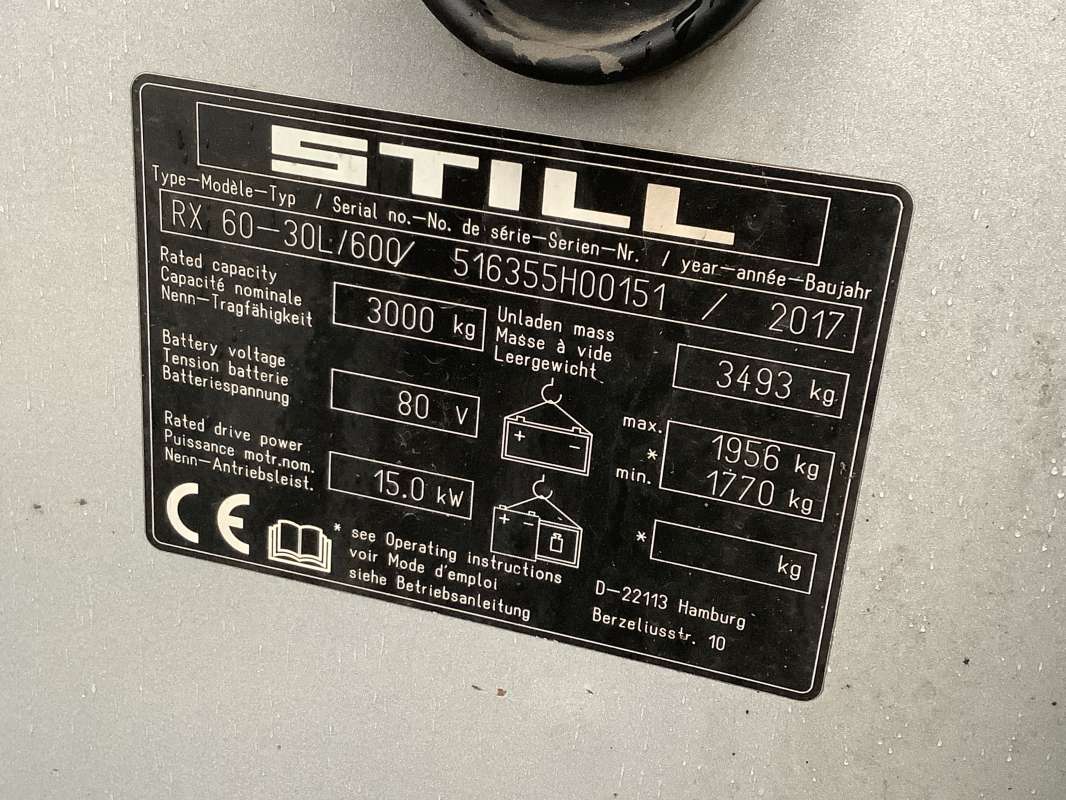 STILL
Type-Modèle-Typ / Serial no.-No. de série-Serien-Nr. / year-année-Baujahr
RX 60-30L/600/ 516355H00151 / 2017
Rated capacity
Capacité nominale
Nenn-Tragfähigkeit
3000 kg
Unladen mass
Masse à vide
Leergewicht
3493 kg
Battery voltage
Tension batterie
Batteriespannung
80 V
+ -
max. 1956 kg
*
min. 1770 kg
Rated drive power
Puissance motr.nom.
Nenn-Antriebsleist.
15.0 kW
+ -
* kg
CE
* see Operating instructions
voir Mode d'emploi
siehe Betriebsanleitung
D-22113 Hamburg
Berzeliusstr. 10